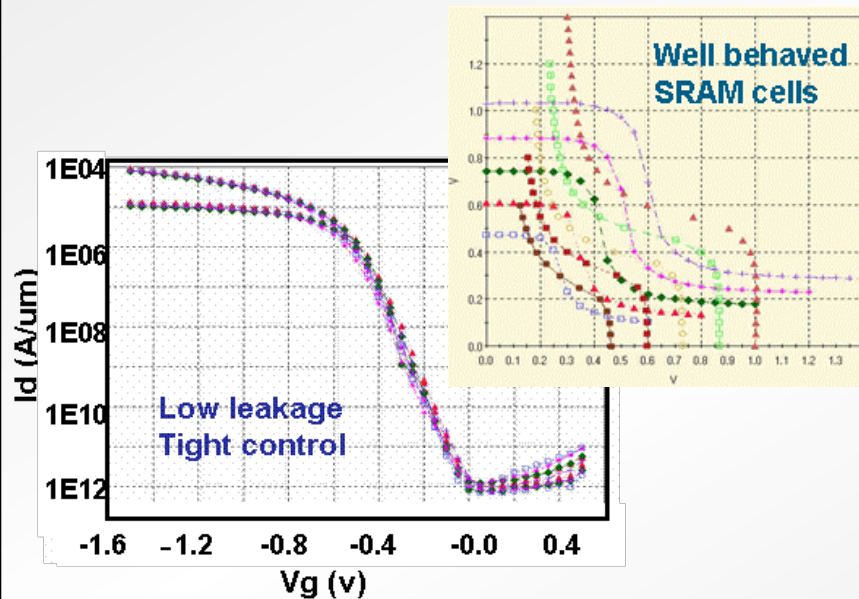 Well behaved
SRAM cells
1.2
1.0
0.8
0.6
0.4
0.2
0.0
V
0.0 0.1 0.2 0.3 0.4 0.5 0.6 0.7 0.8 0.9 1.0 1.1 1.2 1.3
V
1E04
1E06
1E08
1E10
1E12
Id (A/um)
Low leakage
Tight control
-1.6 -1.2 -0.8 -0.4 -0.0 0.4
Vg (v)